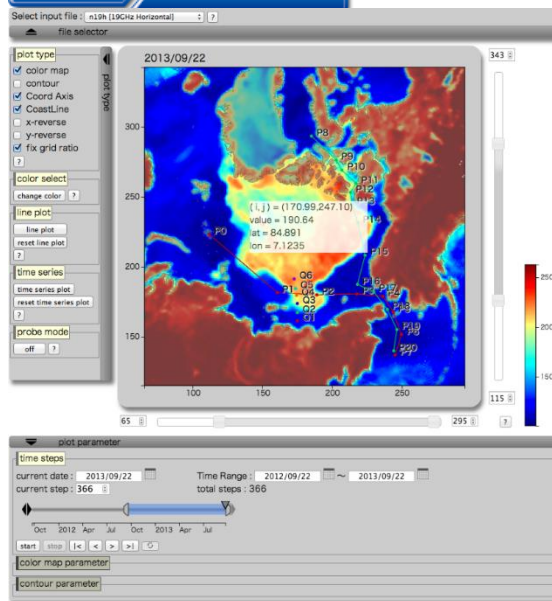 Select input file : n19h [19GHz Horizontal] ?
file selector
plot type
color map
contour
Coord Axis
CoastLine
x-reverse
y-reverse
fix grid ratio
?
color select
change color ?
line plot
line plot
reset line plot
?
time series
time series plot
reset time series plot
?
probe mode
off ?
plot type
2013/09/22
300
250
200
150
100 150 200 250
P8
P9
P10
P11
P12
P13
P14
P15
P16
P17
P18
P19
P20
P0
P1
P2
Q6
Q5
Q4
Q3
Q2
Q1
{ i, j } = (170.99,247.10)
value = 190.64
lat = 84.891
lon = 7.1235
343
115
65 295 ?
250
200
150
100
plot parameter
time steps
current date : 2013/09/22 Time Range : 2012/09/22 ~ 2013/09/22
current step : 366 total steps : 366
Oct 2012 Apr Jul Oct 2013 Apr Jul
start stop |< < > >|
color map parameter
contour parameter